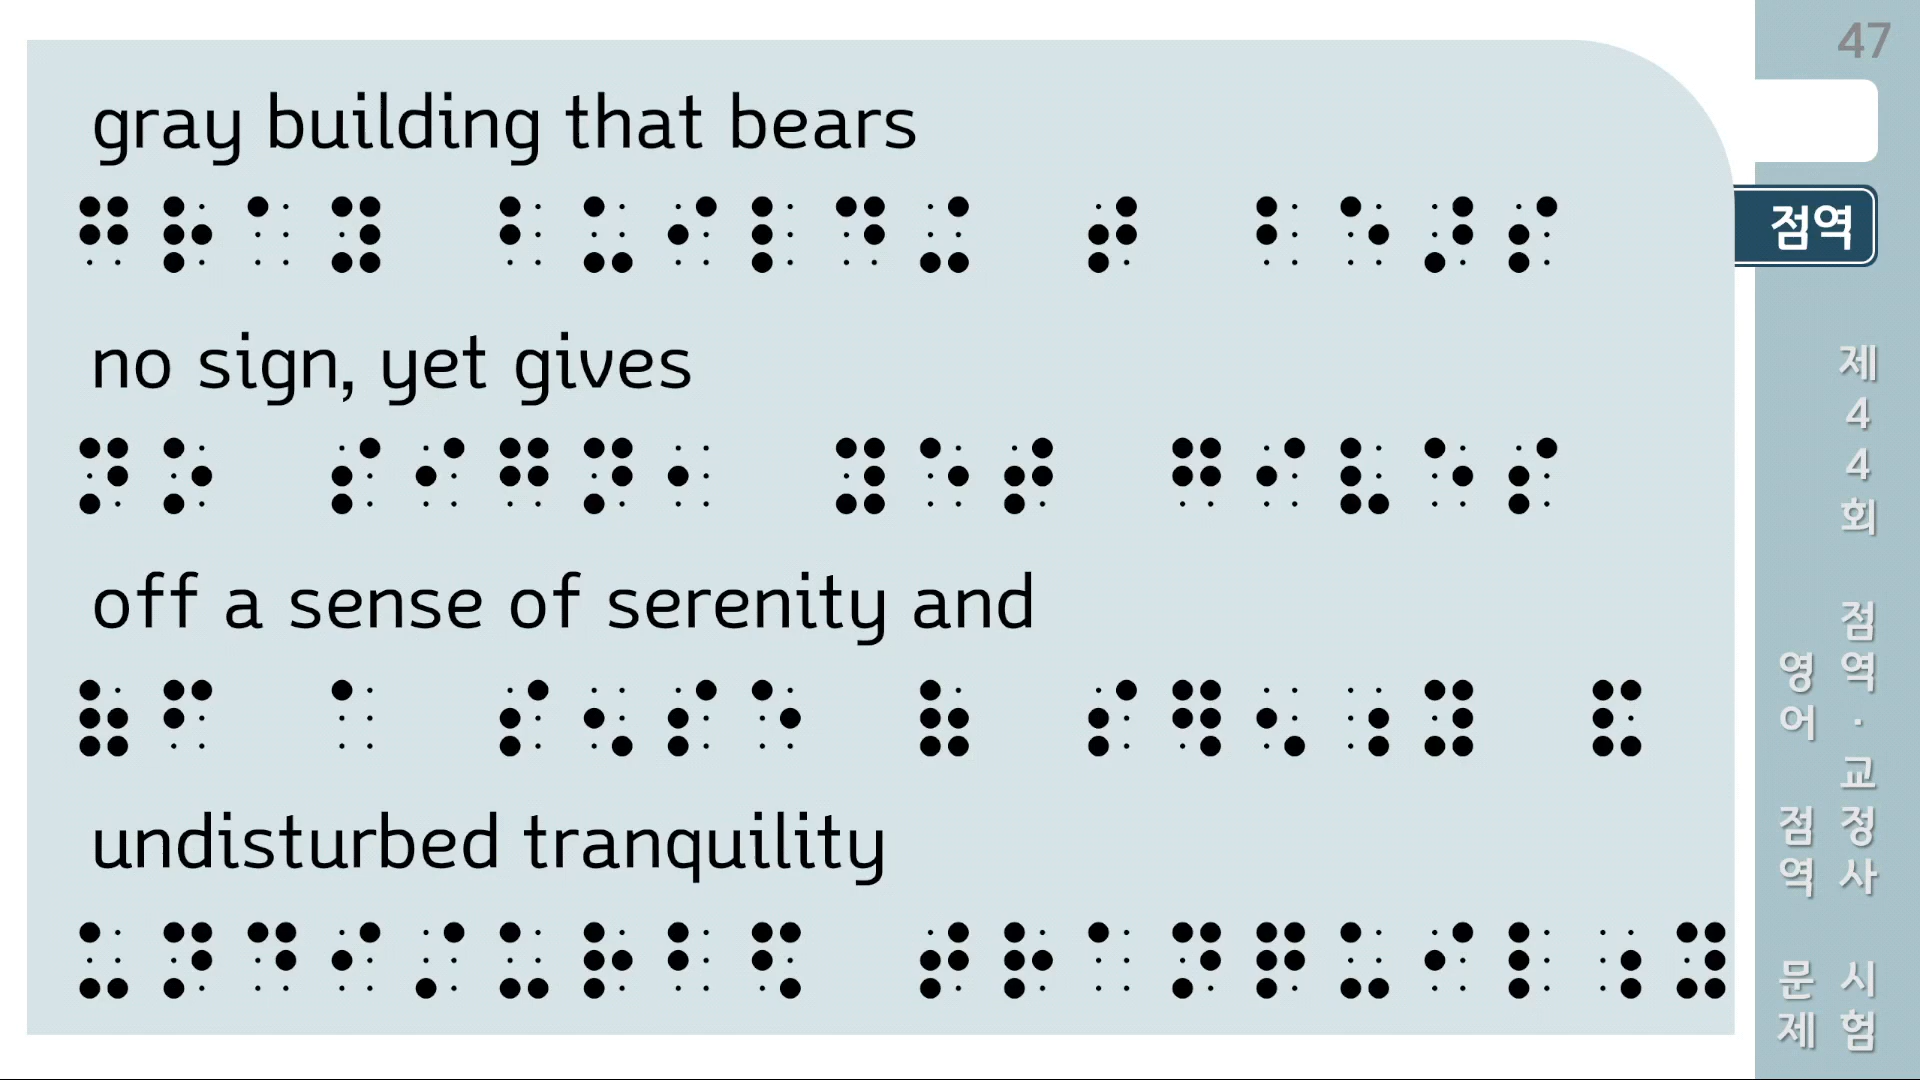 47
gray building that bears
⠛⠗⠁⠽ ⠃⠥⠊⠇⠙⠬ ⠞ ⠃⠑⠜⠎
no sign, yet gives
⠝⠕ ⠎⠊⠛⠝⠂ ⠽⠑⠞ ⠛⠊⠧⠑⠎
off a sense of serenity and
⠷⠋ ⠁ ⠎⠢⠎⠑ ⠷ ⠎⠻⠢⠰⠽ ⠯
undisturbed tranquility
⠥⠝⠙⠊⠌⠥⠗⠃⠫ ⠞⠗⠁⠝⠟⠥⠊⠇⠰⠽
점역
제44회 점역·교정사 시험
영어 점역 문제